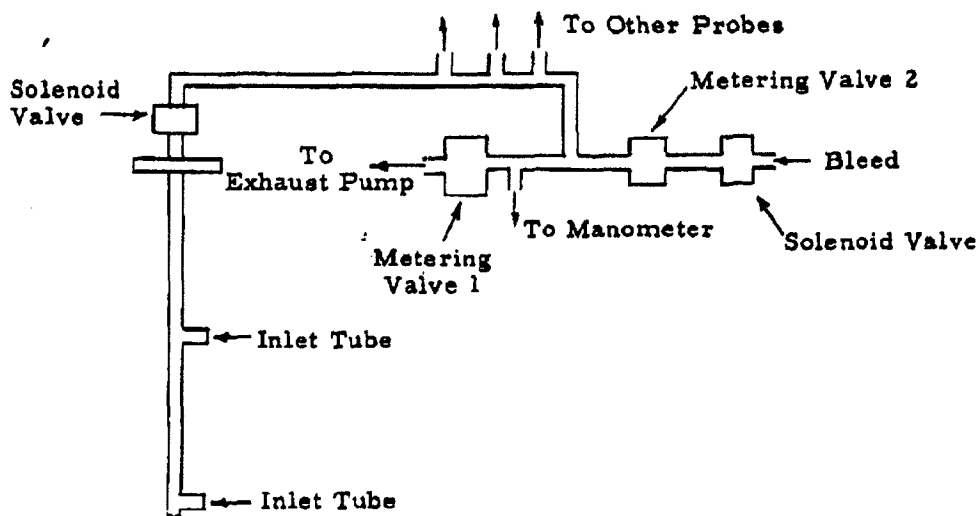 To Other Probes
Solenoid
Valve
Metering Valve 2
To
Exhaust Pump
Bleed
To Manometer
Solenoid Valve
Metering
Valve 1
Inlet Tube
Inlet Tube